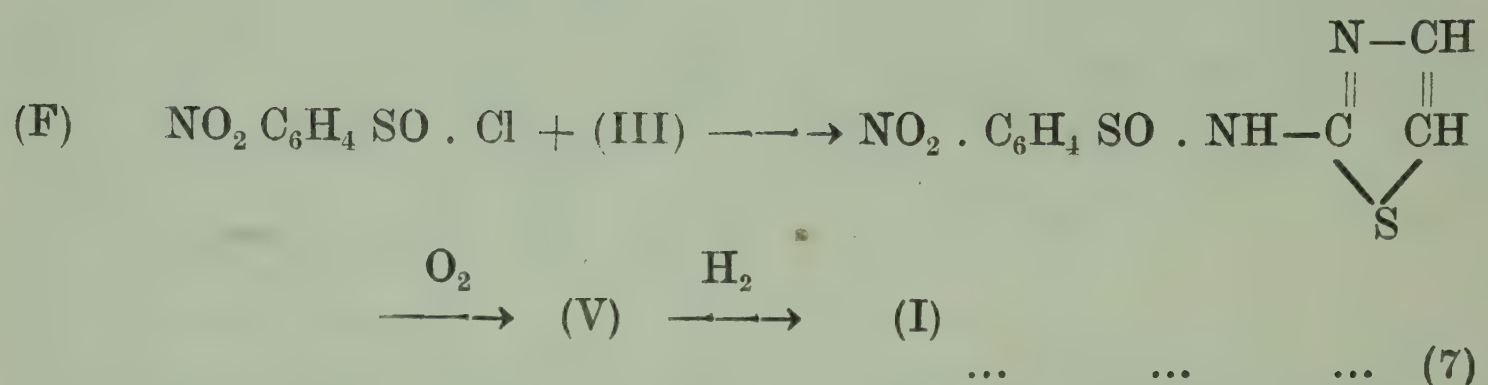 N—CH
(F) NO₂ C₆H₄ SO . Cl + (III) ——→ NO₂ . C₆H₄ SO . NH—C CH
S
O₂ H₂
——→ (V) ——→ (I)
... ... ... (7)